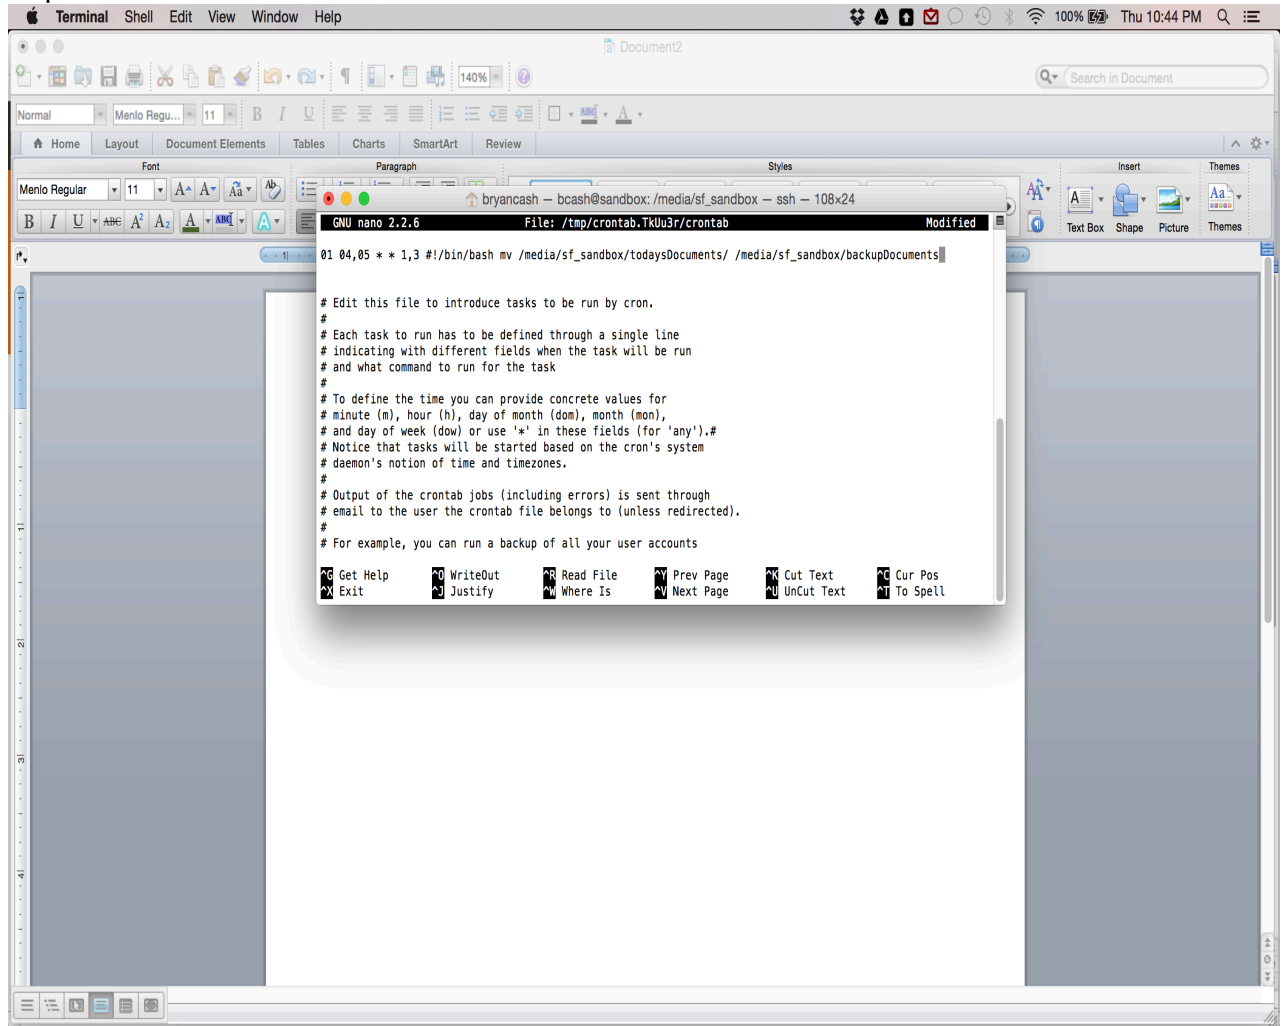 Terminal Shell Edit View Window Help 100% Thu 10:44 PM
Document2
140% Search in Document
Normal Menlo Regu... 11 B I U ABC A
Home Layout Document Elements Tables Charts SmartArt Review
Font Paragraph Styles Insert Themes
Menlo Regular 11 A A Aa Ab
B I U ABC A² A₂ A ABC A Text Box Shape Picture Themes
bryancash — bcash@sandbox: /media/sf_sandbox — ssh — 108×24
GNU nano 2.2.6 File: /tmp/crontab.TkUu3r/crontab Modified
01 04,05 * * 1,3 #!/bin/bash mv /media/sf_sandbox/todaysDocuments/ /media/sf_sandbox/backupDocuments
# Edit this file to introduce tasks to be run by cron.
#
# Each task to run has to be defined through a single line
# indicating with different fields when the task will be run
# and what command to run for the task
#
# To define the time you can provide concrete values for
# minute (m), hour (h), day of month (dom), month (mon),
# and day of week (dow) or use '*' in these fields (for 'any').#
# Notice that tasks will be started based on the cron's system
# daemon's notion of time and timezones.
#
# Output of the crontab jobs (including errors) is sent through
# email to the user the crontab file belongs to (unless redirected).
#
# For example, you can run a backup of all your user accounts
^G Get Help ^O WriteOut ^R Read File ^Y Prev Page ^K Cut Text ^C Cur Pos
^X Exit ^J Justify ^W Where Is ^V Next Page ^U UnCut Text ^T To Spell